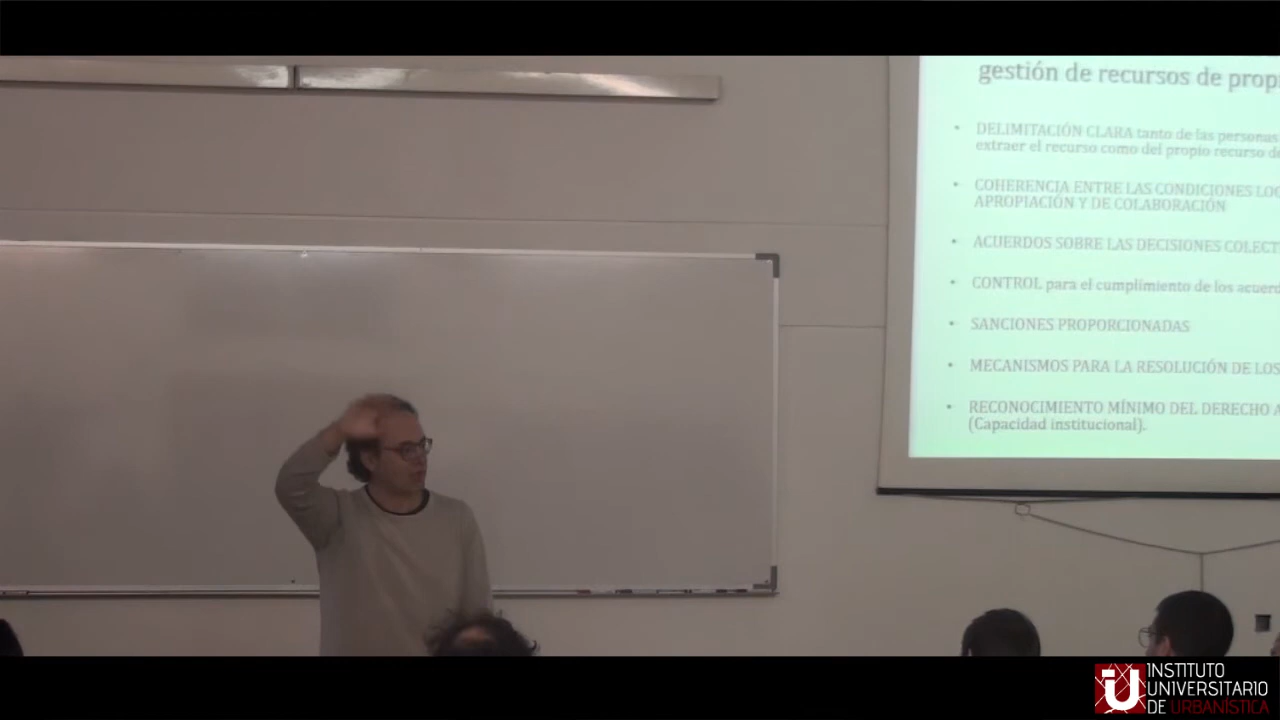 gestión de recursos de propi
• DELIMITACIÓN CLARA tanto de las personas
extraer el recurso como del propio recurso de
• COHERENCIA ENTRE LAS CONDICIONES LOC
APROPIACIÓN Y DE COLABORACIÓN
• ACUERDOS SOBRE LAS DECISIONES COLECT
• CONTROL para el cumplimiento de los acuerd
• SANCIONES PROPORCIONADAS
• MECANISMOS PARA LA RESOLUCIÓN DE LOS
• RECONOCIMIENTO MÍNIMO DEL DERECHO A
(Capacidad institucional).
INSTITUTO
UNIVERSITARIO
DE URBANÍSTICA